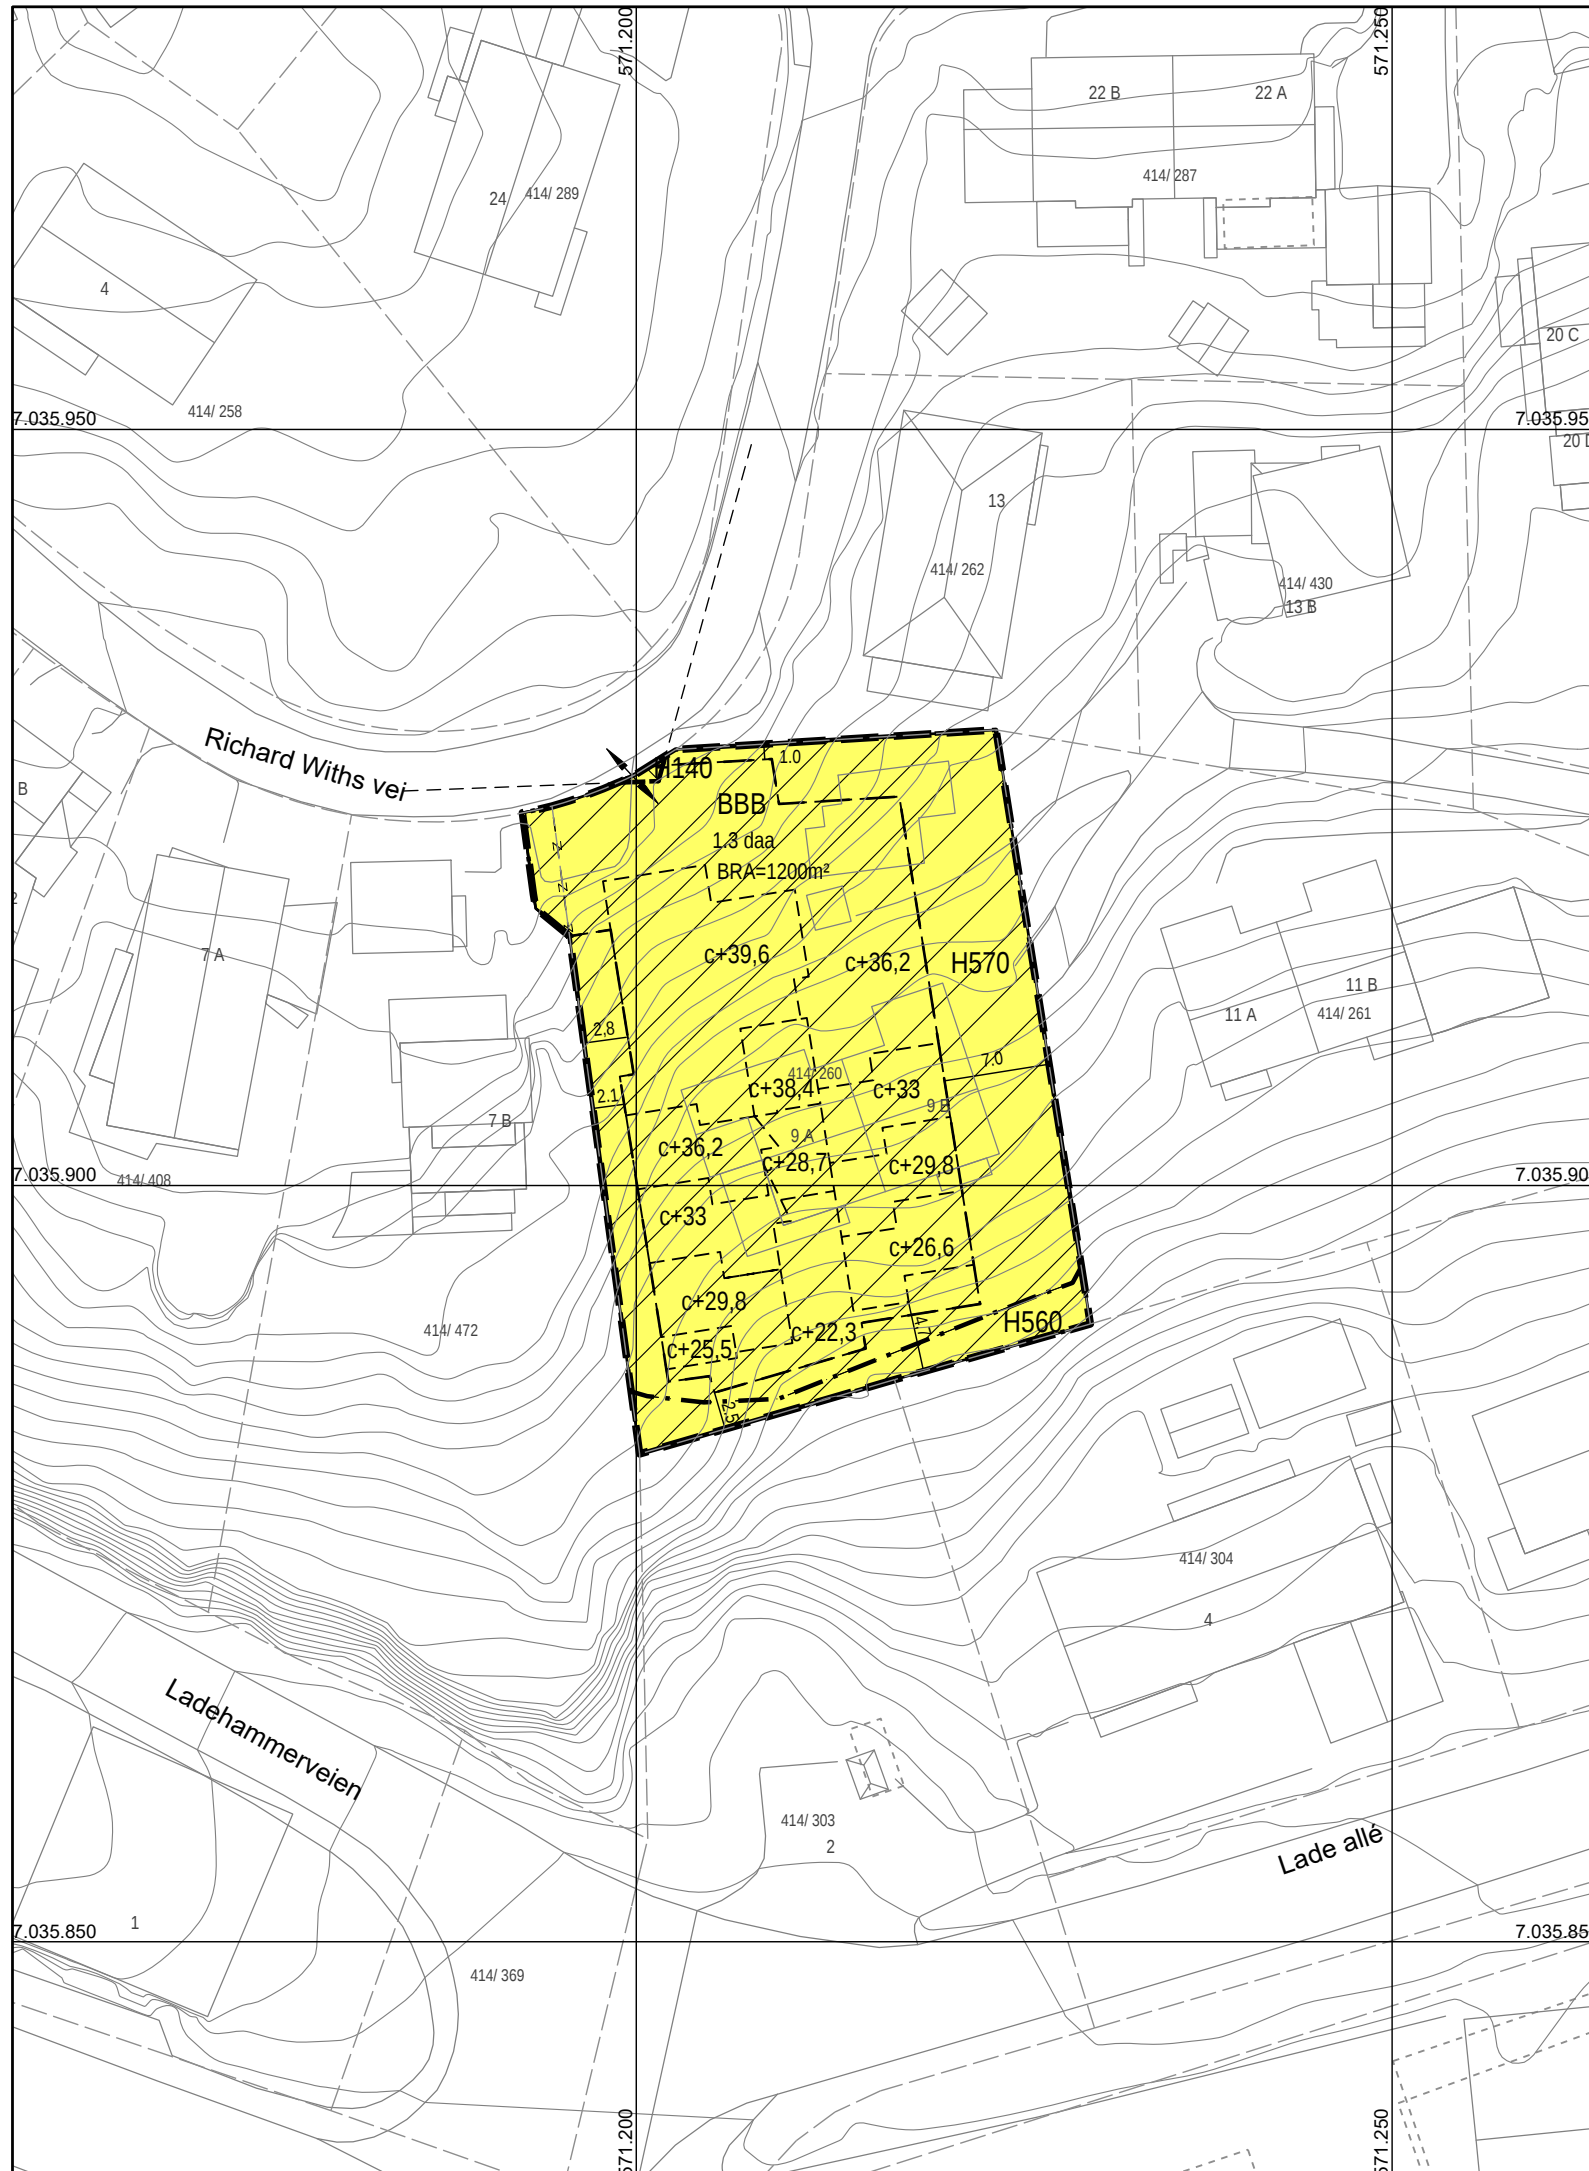 571.200
571.250
22 B
22 A
414/ 287
24
414/ 289
4
20 C
414/ 258
7.035.950
7.035.95
20 D
13
414/ 262
414/ 430
13 B
Richard Withs vei
H140
1.0
B
BBB
1.3 daa
BRA=1200m²
z
z
z
7 A
c+39,6
c+36,2
H570
11 B
414/ 261
11 A
2,8
7.0
414/ 260
c+38,4
c+33
2.1
9 B
7 B
9 A
c+36,2
c+28,7
c+29,8
414/ 408
7.035.900
7.035.90
c+33
c+26,6
c+29,8
414/ 472
c+22,3
4,7
H560
c+25,5
2,5
414/ 304
4
Ladehammerveien
414/ 303
2
Lade allé
1
7.035.850
7.035.85
414/ 369
571.200
571.250